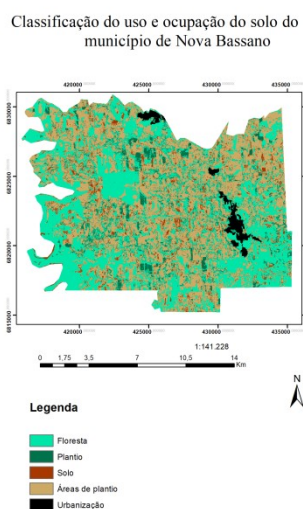 Classificação do uso e ocupação do solo do
município de Nova Bassano
420000 425000 430000 435000
6830000
6825000
6820000
6815000
420000 425000 430000 435000
1:141.228
0 1,75 3,5 7 10,5 14
Km
N
Legenda
Floresta
Plantio
Solo
Áreas de plantio
Urbanização